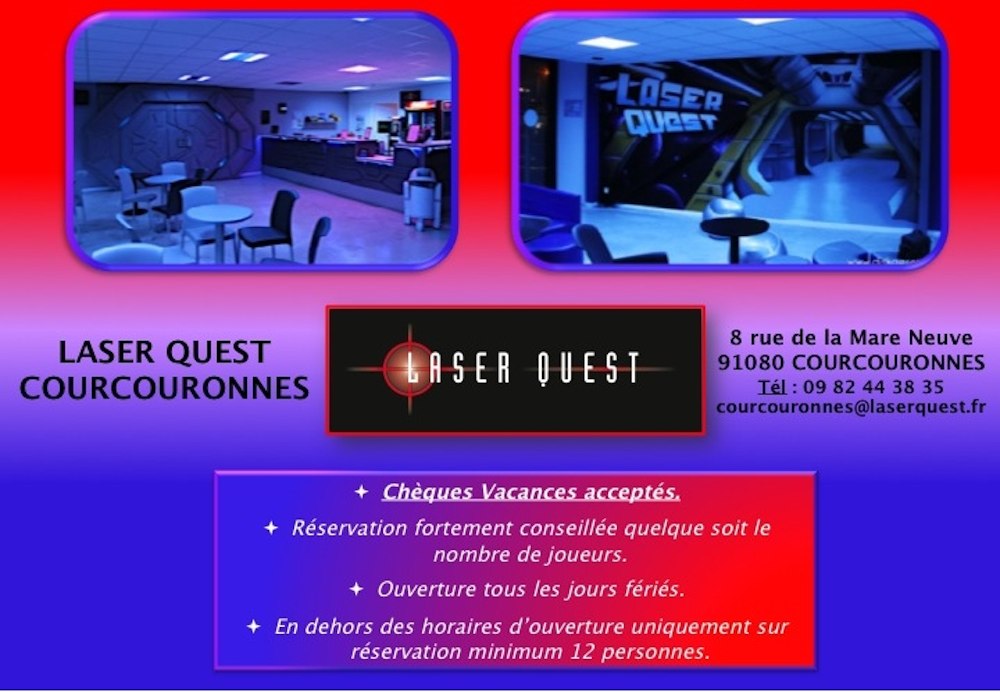 LASER
QUEST
LASER QUEST
COURCOURONNES
LASER QUEST
8 rue de la Mare Neuve
91080 COURCOURONNES
Tél : 09 82 44 38 35
courcouronnes@laserquest.fr
✦ Chèques Vacances acceptés.
✦ Réservation fortement conseillée quelque soit le
nombre de joueurs.
✦ Ouverture tous les jours fériés.
✦ En dehors des horaires d’ouverture uniquement sur
réservation minimum 12 personnes.